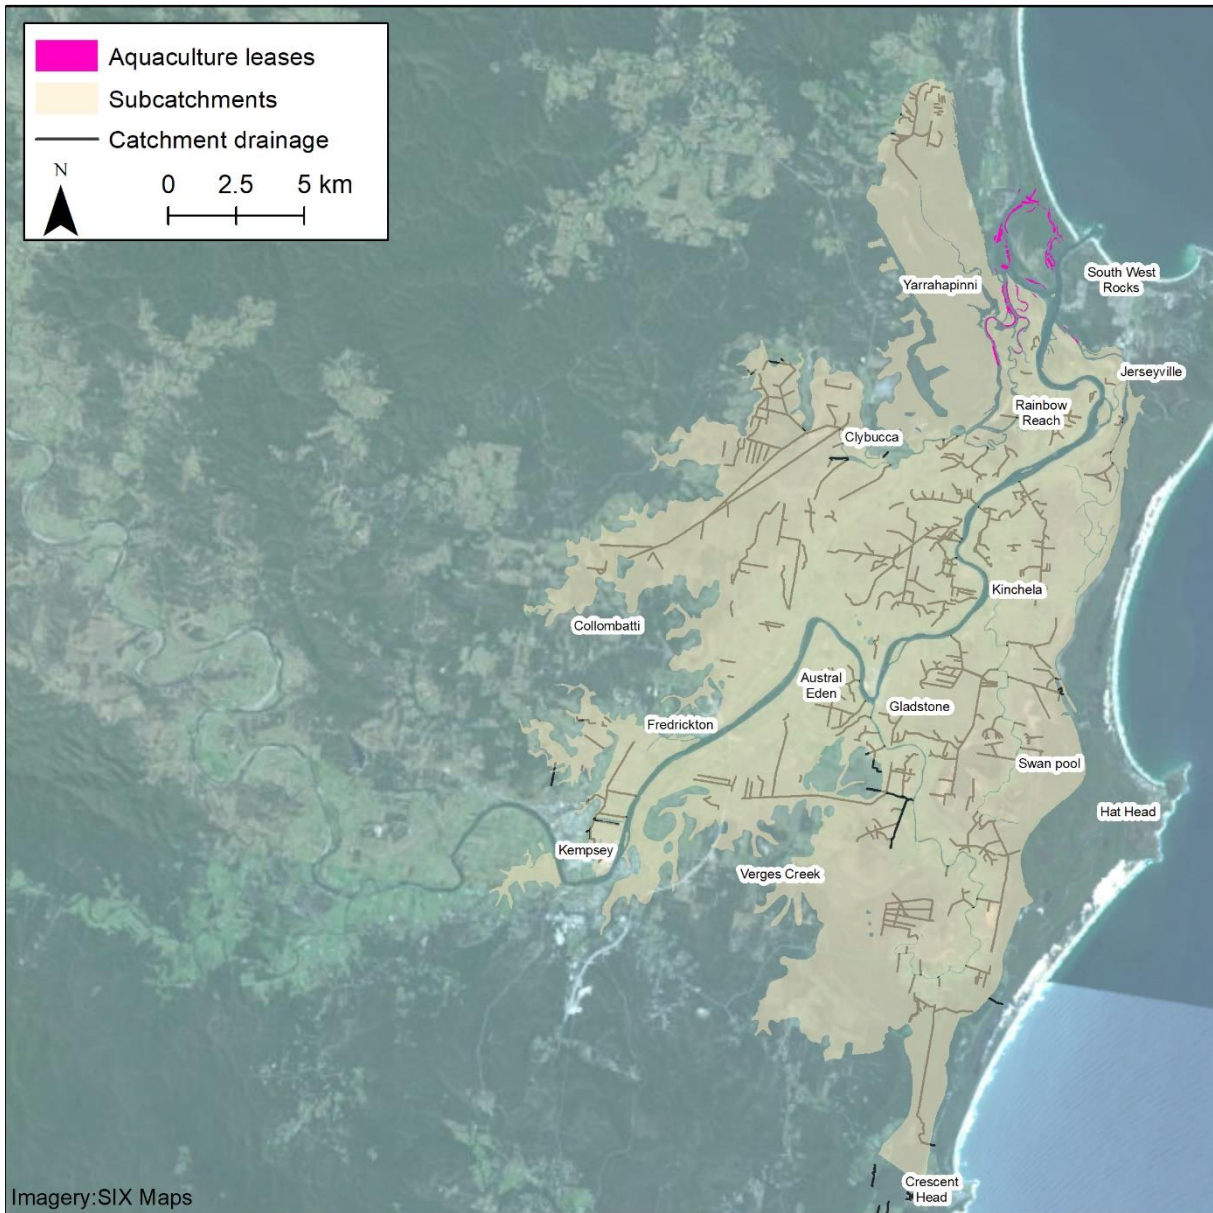 Aquaculture leases
Subcatchments
Catchment drainage
N
0 2.5 5 km
South West
Rocks
Yarrahapinni
Jerseyville
Rainbow
Reach
Clybucca
Kinchela
Collombatti
Austral
Eden
Gladstone
Fredrickton
Swan pool
Hat Head
Kempsey
Verges Creek
Crescent
Head
Imagery:SIX Maps